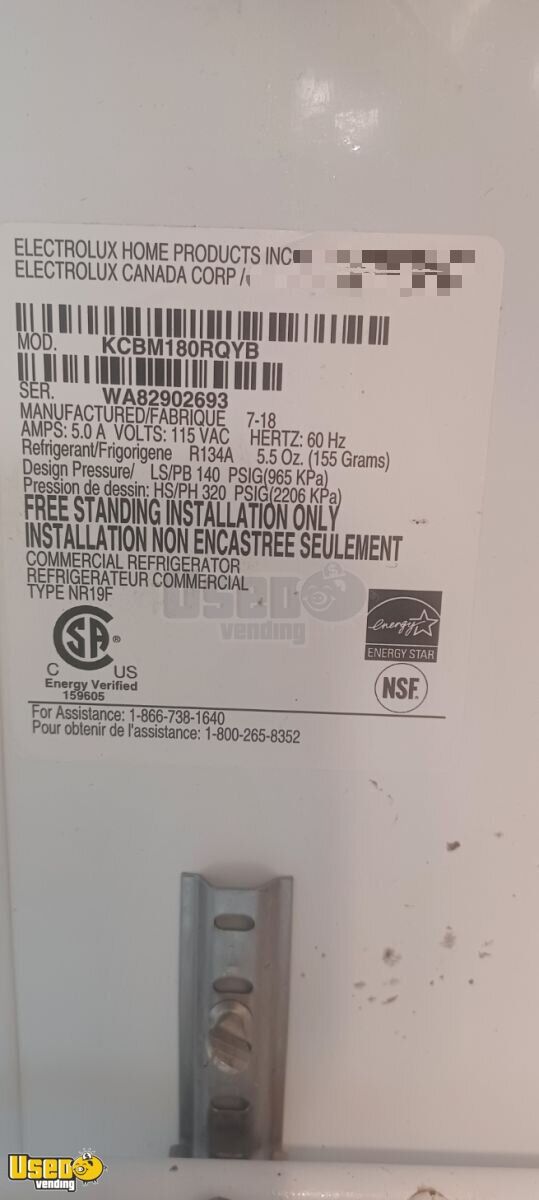 ELECTROLUX HOME PRODUCTS INC
ELECTROLUX CANADA CORP /
MOD. KCBM180RQYB
SER. WA82902693
MANUFACTURED/FABRIQUE 7-18
AMPS: 5.0 A VOLTS: 115 VAC HERTZ: 60 Hz
Refrigerant/Frigorigene R134A 5.5 Oz. (155 Grams)
Design Pressure/ LS/PB 140 PSIG(965 KPa)
Pression de dessin: HS/PH 320 PSIG(2206 KPa)
FREE STANDING INSTALLATION ONLY
INSTALLATION NON ENCASTREE SEULEMENT
COMMERCIAL REFRIGERATOR
REFRIGERATEUR COMMERCIAL
TYPE NR19F
Used vending
SA ®
C US
Energy Verified
159605
energy
ENERGY STAR
NSF
For Assistance: 1-866-738-1640
Pour obtenir de l'assistance: 1-800-265-8352
Used vending